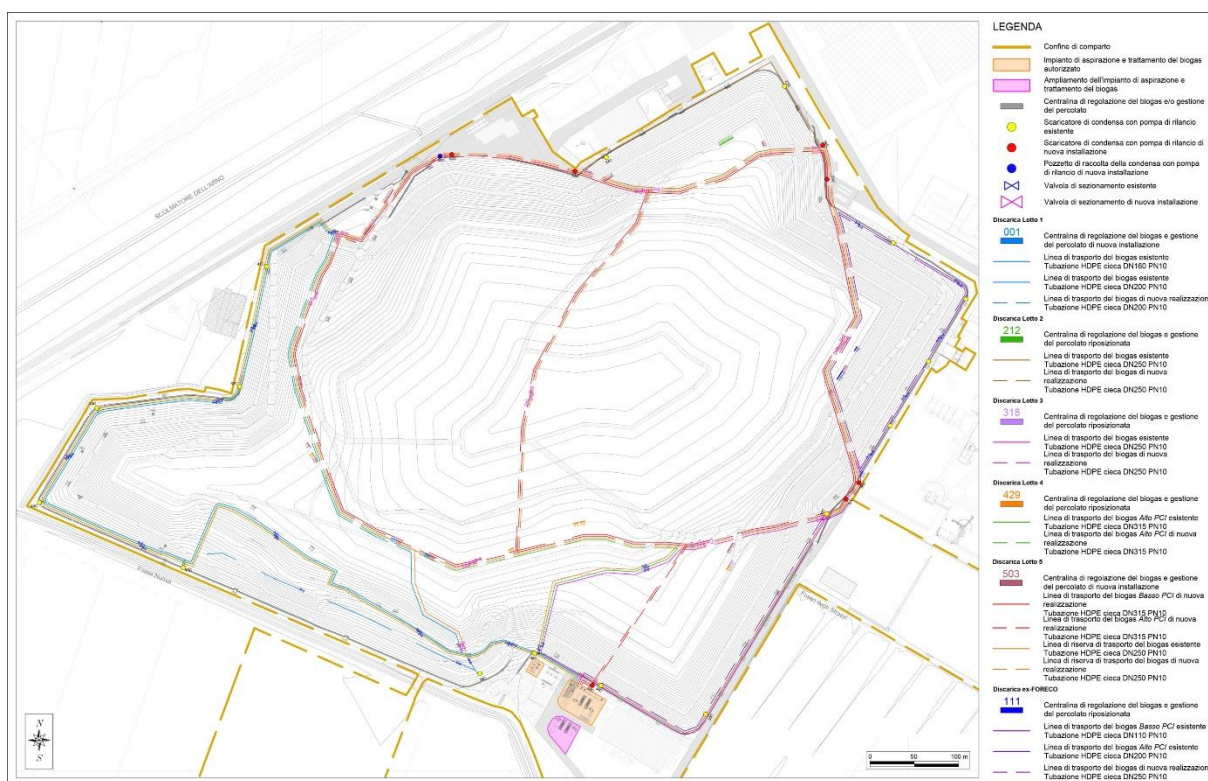 SCOLMATORE DELL'ARNO
Fosso degli Stecchi
N
S
0 50 100 m
LEGENDA
Confine di comparto
Impianto di aspirazione e trattamento del biogas
autorizzato
Ampliamento dell'impianto di aspirazione e
trattamento del biogas
Centralina di regolazione del biogas e/o gestione
del percolato
Scaricatore di condensa con pompa di rilancio
esistente
Scaricatore di condensa con pompa di rilancio di
nuova installazione
Pozzetto di raccolta della condensa con pompa
di rilancio di nuova installazione
Valvola di sezionamento esistente
Valvola di sezionamento di nuova installazione
Discarica Lotto 1
001
Centralina di regolazione del biogas e gestione
del percolato di nuova installazione
Linea di trasporto del biogas esistente
Tubazione HDPE cieca DN160 PN10
Linea di trasporto del biogas esistente
Tubazione HDPE cieca DN200 PN10
Linea di trasporto del biogas di nuova realizzazion
Tubazione HDPE cieca DN200 PN10
Discarica Lotto 2
212
Centralina di regolazione del biogas e gestione
del percolato riposizionata
Linea di trasporto del biogas esistente
Tubazione HDPE cieca DN250 PN10
Linea di trasporto del biogas di nuova
realizzazione
Tubazione HDPE cieca DN250 PN10
Discarica Lotto 3
318
Centralina di regolazione del biogas e gestione
del percolato riposizionata
Linea di trasporto del biogas esistente
Tubazione HDPE cieca DN250 PN10
Linea di trasporto del biogas di nuova
realizzazione
Tubazione HDPE cieca DN250 PN10
Discarica Lotto 4
429
Centralina di regolazione del biogas e gestione
del percolato riposizionata
Linea di trasporto del biogas Alto PCI esistente
Tubazione HDPE cieca DN315 PN10
Linea di trasporto del biogas Alto PCI di nuova
realizzazione
Tubazione HDPE cieca DN315 PN10
Discarica Lotto 5
503
Centralina di regolazione del biogas e gestione
del percolato di nuova installazione
Linea di trasporto del biogas Basso PCI di nuova
realizzazione
Tubazione HDPE cieca DN315 PN10
Linea di trasporto del biogas Alto PCI di nuova
realizzazione
Tubazione HDPE cieca DN315 PN10
Linea di riserva di trasporto del biogas esistente
Tubazione HDPE cieca DN250 PN10
Linea di riserva di trasporto del biogas di nuova
realizzazione
Tubazione HDPE cieca DN250 PN10
Discarica ex-FORECO
111
Centralina di regolazione del biogas e gestione
del percolato riposizionata
Linea di trasporto del biogas Basso PCI esistente
Tubazione HDPE cieca DN110 PN10
Linea di trasporto del biogas Alto PCI esistente
Tubazione HDPE cieca DN200 PN10
Linea di trasporto del biogas di nuova realizzazion
Tubazione HDPE cieca DN250 PN10